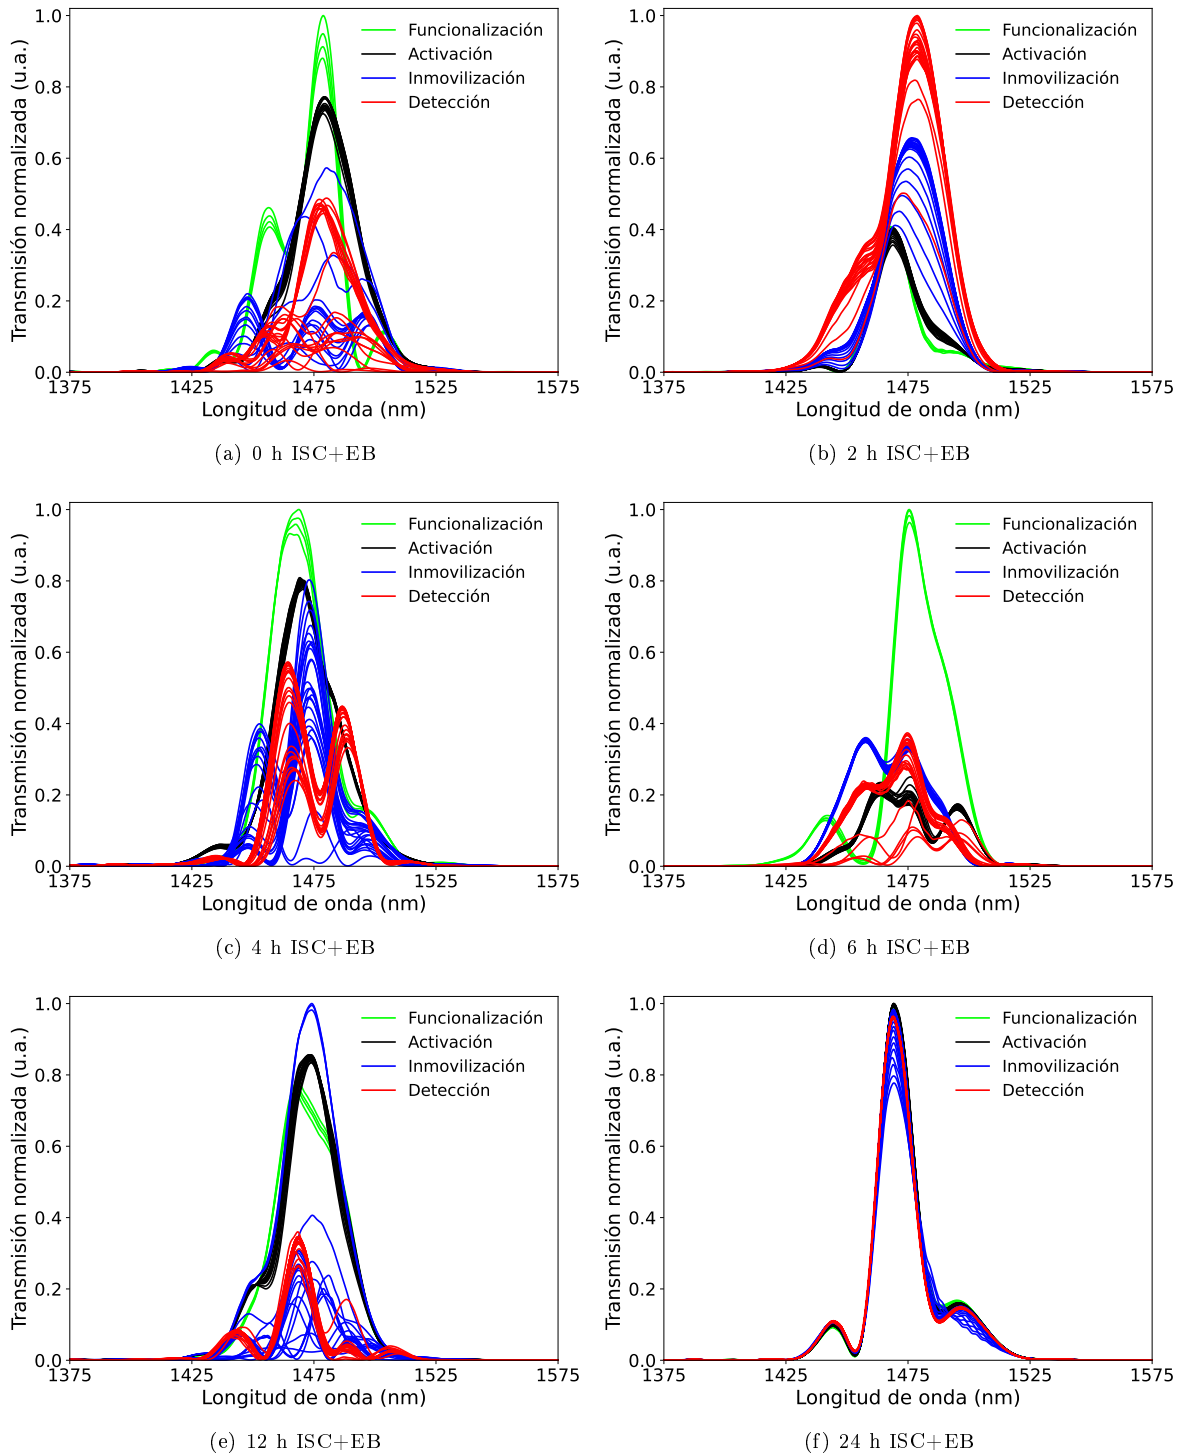 Transmisión normalizada (u.a.)
1.0
0.8
0.6
0.4
0.2
0.0
Funcionalización
Activación
Inmovilización
Detección
1375 1425 1475 1525 1575
Longitud de onda (nm)
(a) 0 h ISC+EB
Transmisión normalizada (u.a.)
1.0
0.8
0.6
0.4
0.2
0.0
Funcionalización
Activación
Inmovilización
Detección
1375 1425 1475 1525 1575
Longitud de onda (nm)
(b) 2 h ISC+EB
Transmisión normalizada (u.a.)
1.0
0.8
0.6
0.4
0.2
0.0
Funcionalización
Activación
Inmovilización
Detección
1375 1425 1475 1525 1575
Longitud de onda (nm)
(c) 4 h ISC+EB
Transmisión normalizada (u.a.)
1.0
0.8
0.6
0.4
0.2
0.0
Funcionalización
Activación
Inmovilización
Detección
1375 1425 1475 1525 1575
Longitud de onda (nm)
(d) 6 h ISC+EB
Transmisión normalizada (u.a.)
1.0
0.8
0.6
0.4
0.2
0.0
Funcionalización
Activación
Inmovilización
Detección
1375 1425 1475 1525 1575
Longitud de onda (nm)
(e) 12 h ISC+EB
Transmisión normalizada (u.a.)
1.0
0.8
0.6
0.4
0.2
0.0
Funcionalización
Activación
Inmovilización
Detección
1375 1425 1475 1525 1575
Longitud de onda (nm)
(f) 24 h ISC+EB